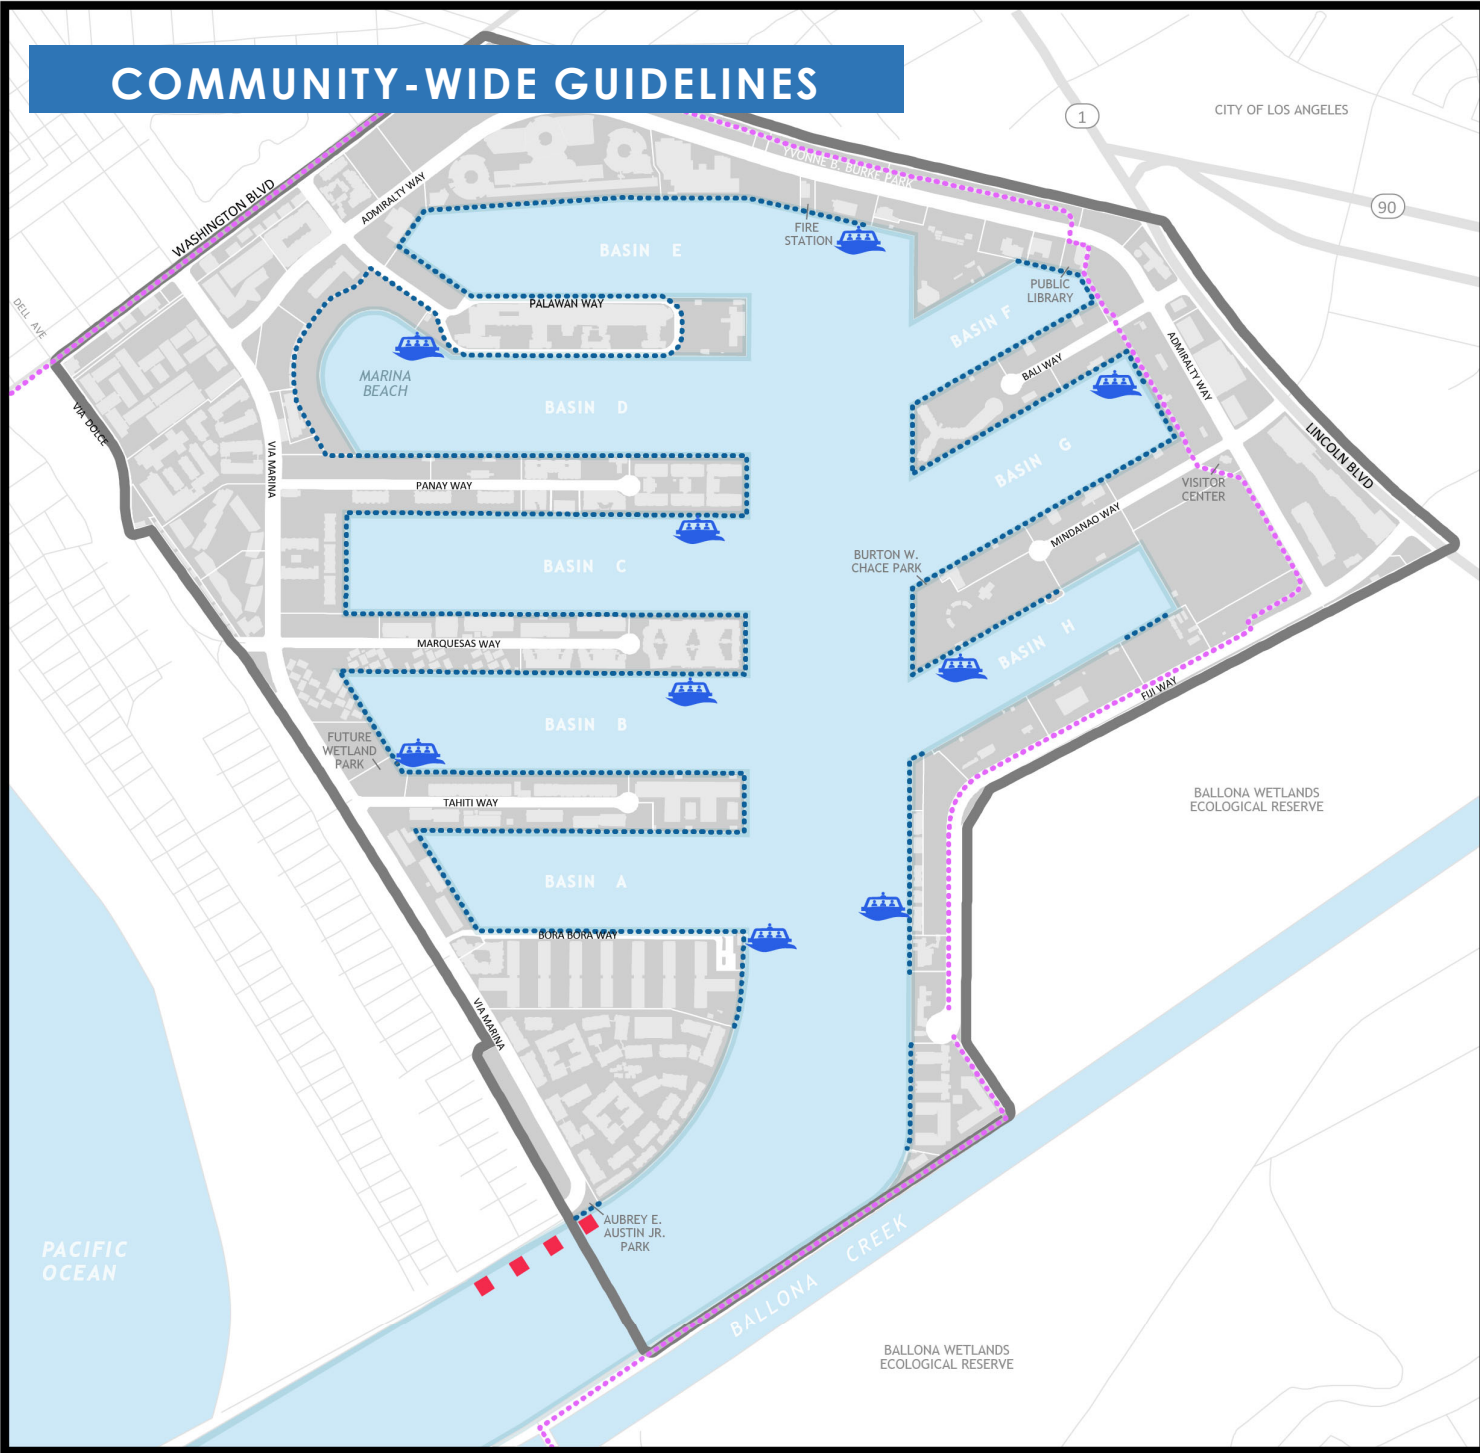 COMMUNITY-WIDE GUIDELINES
CITY OF LOS ANGELES
1
90
YVONNE B. BURKE PARK
WASHINGTON BLVD
ADMIRALTY WAY
FIRE
STATION
BASIN E
PUBLIC
LIBRARY
DELL AVE
PALAWAN WAY
BASIN F
BALI WAY
ADMIRALTY WAY
MARINA
BEACH
BASIN D
VIA DOLCE
VIA MARINA
LINCOLN BLVD
BASIN G
PANAY WAY
VISITOR
CENTER
MINDANAO WAY
BURTON W.
CHACE PARK
BASIN C
BASIN H
MARQUESAS WAY
FIJI WAY
BASIN B
FUTURE
WETLAND
PARK
TAHITI WAY
BALLONA WETLANDS
ECOLOGICAL RESERVE
BASIN A
BORA BORA WAY
VIA MARINA
AUBREY E.
AUSTIN JR.
PARK
PACIFIC
OCEAN
BALLONA CREEK
BALLONA WETLANDS
ECOLOGICAL RESERVE